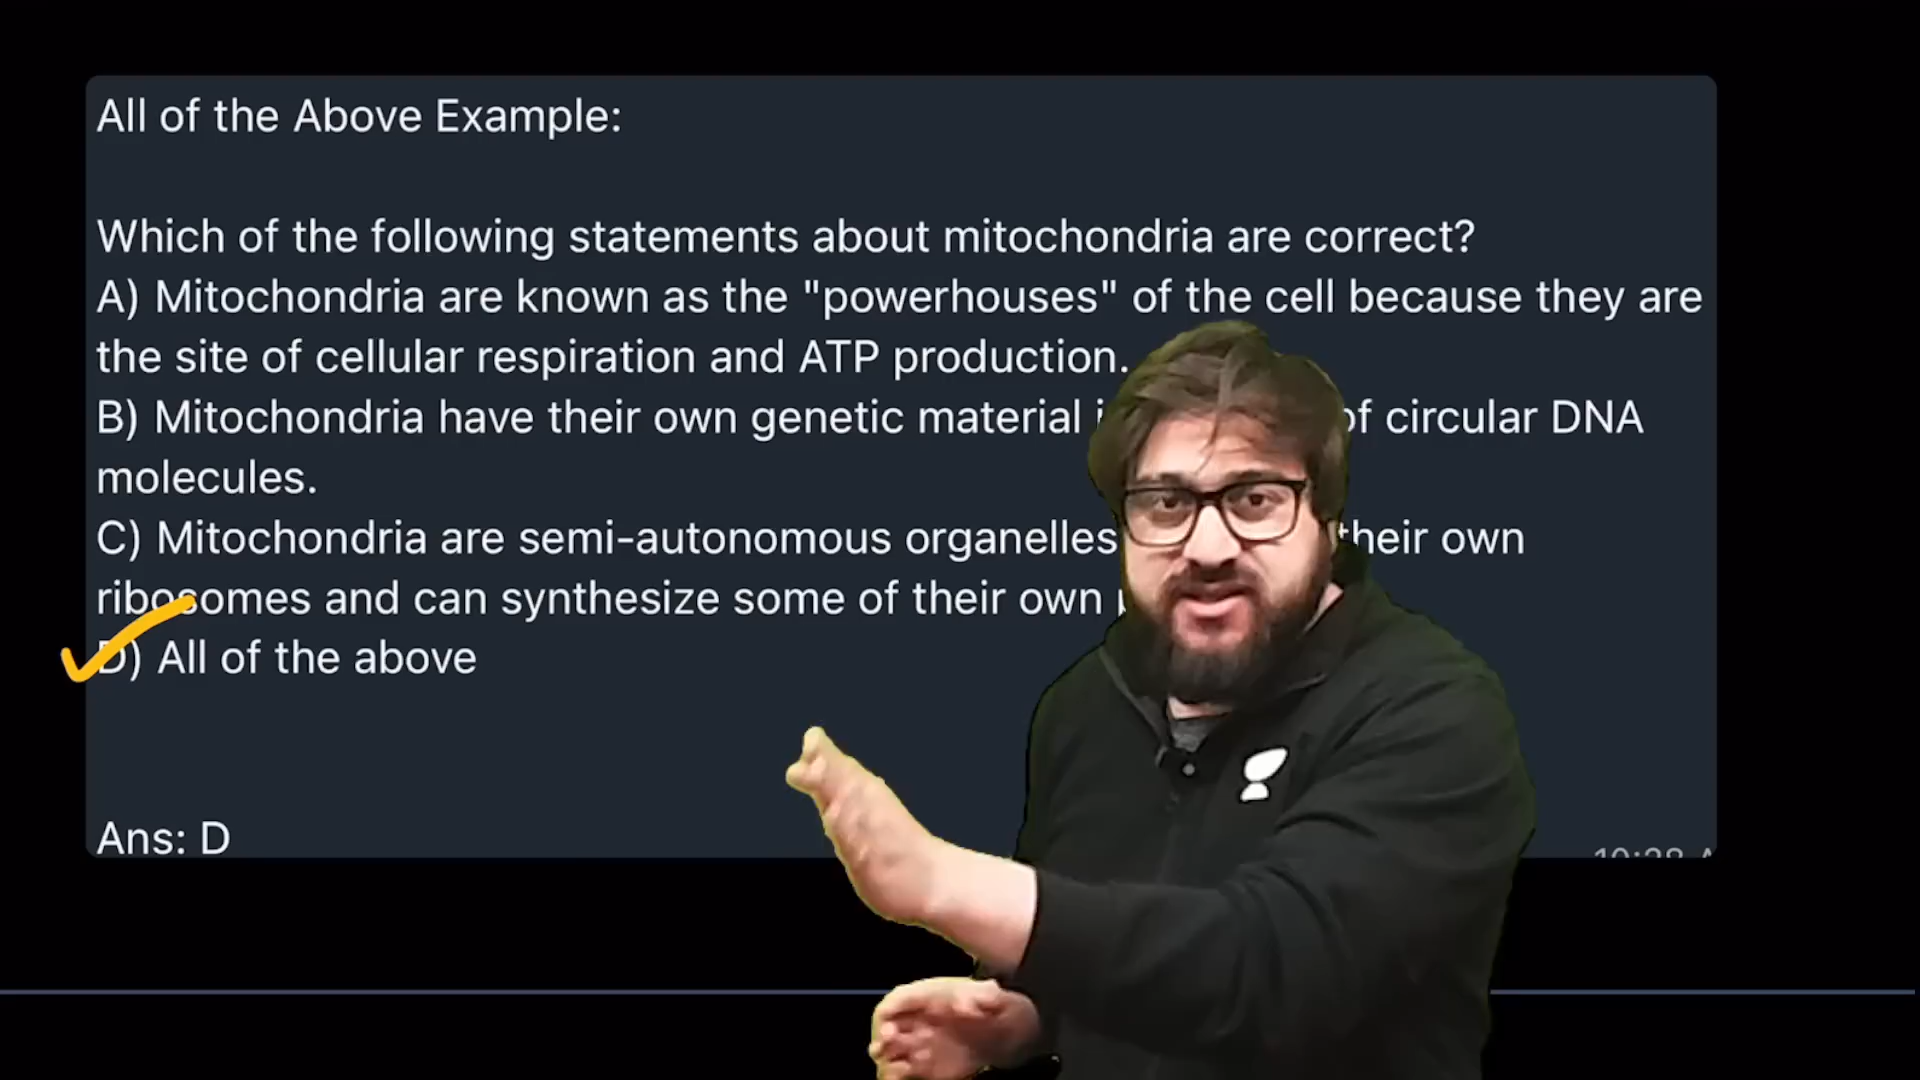 All of the Above Example:
Which of the following statements about mitochondria are correct?
A) Mitochondria are known as the "powerhouses" of the cell because they are
the site of cellular respiration and ATP production.
B) Mitochondria have their own genetic material of circular DNA
molecules.
C) Mitochondria are semi-autonomous organelles their own
ribosomes and can synthesize some of their own
D) All of the above
Ans: D